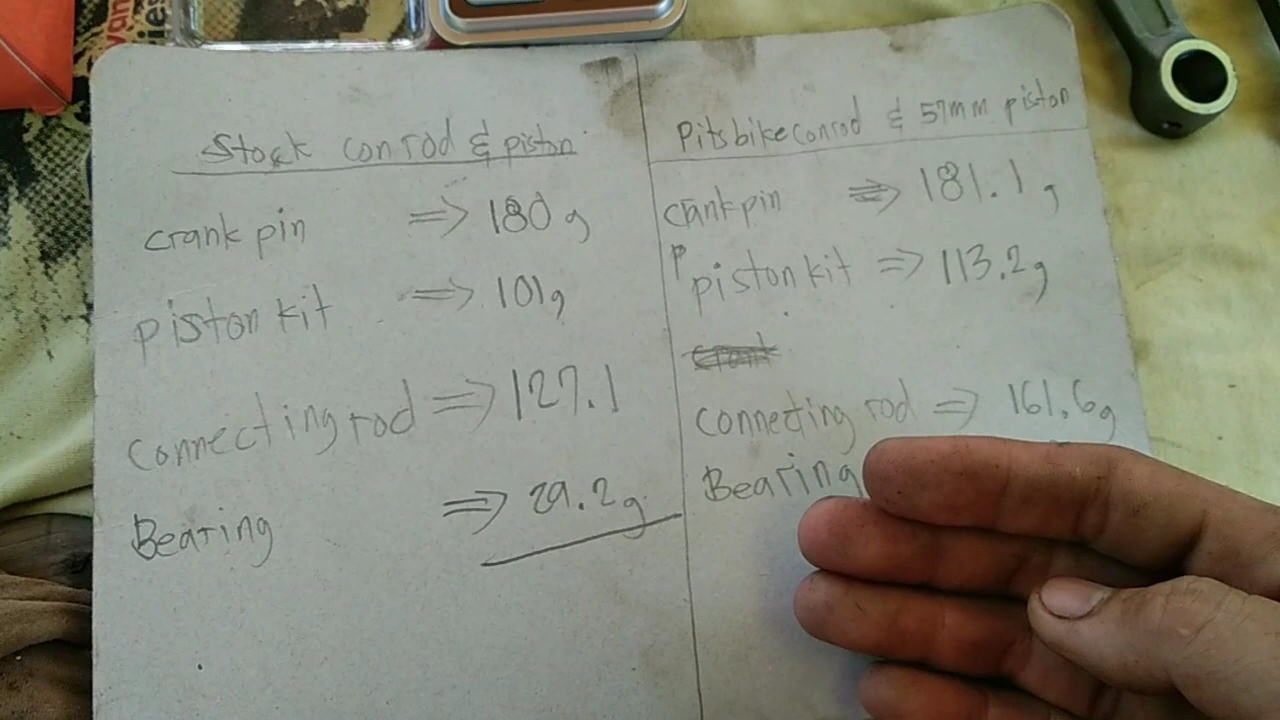 Stock conrod & piston
crank pin => 180g
piston kit => 101g
Connecting rod => 127.1
Bearing => 29.2g
Pitsbike conrod & 57mm piston
crank pin => 181.1g
P
piston kit => 113.2g
connecting rod => 161.6g
Bearing